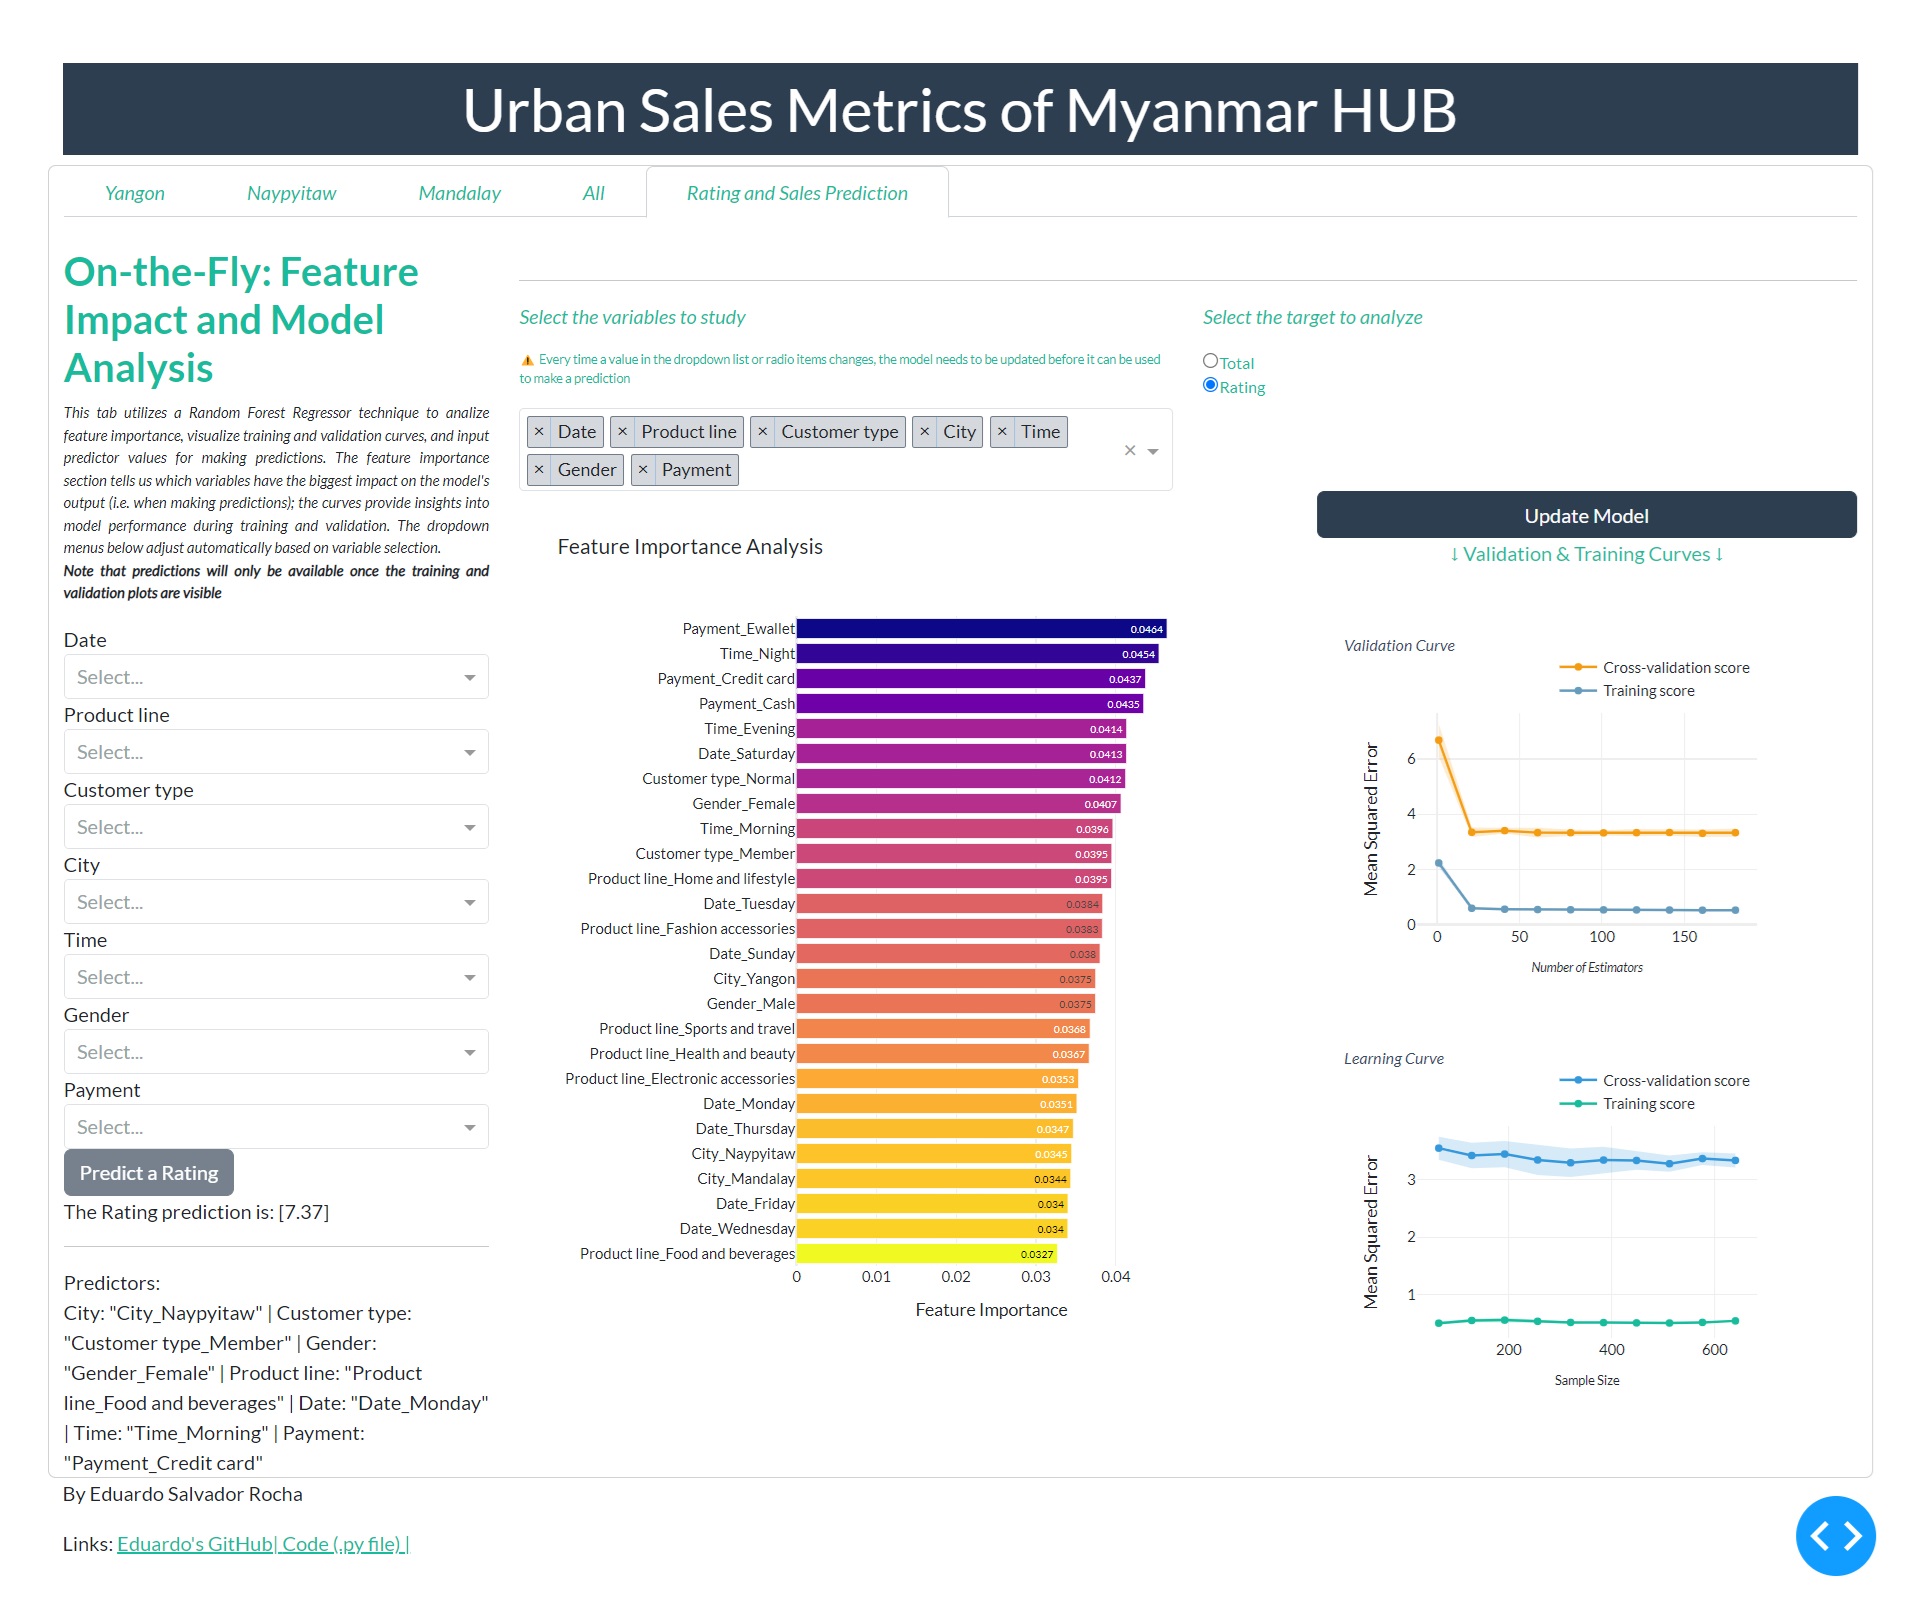 Urban Sales Metrics of Myanmar HUB
Yangon
Naypyitaw
Mandalay
All
Rating and Sales Prediction
On-the-Fly: Feature
Impact and Model
Analysis
This tab utilizes a Random Forest Regressor technique to analize
feature importance, visualize training and validation curves, and input
predictor values for making predictions. The feature importance
section tells us which variables have the biggest impact on the model's
output (i.e. when making predictions); the curves provide insights into
model performance during training and validation. The dropdown
menus below adjust automatically based on variable selection.
Note that predictions will only be available once the training and
validation plots are visible
Date
Select...
Product line
Select...
Customer type
Select...
City
Select...
Time
Select...
Gender
Select...
Payment
Select...
Predict a Rating
The Rating prediction is: [7.37]
Predictors:
City: "City_Naypyitaw" | Customer type:
"Customer type_Member" | Gender:
"Gender_Female" | Product line: "Product
line_Food and beverages" | Date: "Date_Monday"
| Time: "Time_Morning" | Payment:
"Payment_Credit card"
Select the variables to study
⚠ Every time a value in the dropdown list or radio items changes, the model needs to be updated before it can be used
to make a prediction
× Date × Product line × Customer type × City × Time
× Gender × Payment
Select the target to analyze
Total
Rating
Update Model
↓ Validation & Training Curves ↓
Feature Importance Analysis
Payment_Ewallet 0.0464
Time_Night 0.0454
Payment_Credit card 0.0437
Payment_Cash 0.0435
Time_Evening 0.0414
Date_Saturday 0.0413
Customer type_Normal 0.0412
Gender_Female 0.0407
Time_Morning 0.0396
Customer type_Member 0.0395
Product line_Home and lifestyle 0.0395
Date_Tuesday 0.0384
Product line_Fashion accessories 0.0383
Date_Sunday 0.038
City_Yangon 0.0375
Gender_Male 0.0375
Product line_Sports and travel 0.0368
Product line_Health and beauty 0.0367
Product line_Electronic accessories 0.0353
Date_Monday 0.0351
Date_Thursday 0.0347
City_Naypyitaw 0.0345
City_Mandalay 0.0344
Date_Friday 0.034
Date_Wednesday 0.034
Product line_Food and beverages 0.0327
0 0.01 0.02 0.03 0.04
Feature Importance
Validation Curve
Cross-validation score
Training score
Mean Squared Error
6
4
2
0
0 50 100 150
Number of Estimators
Learning Curve
Cross-validation score
Training score
Mean Squared Error
3
2
1
200 400 600
Sample Size
By Eduardo Salvador Rocha
Links: Eduardo's GitHub| Code (.py file) |